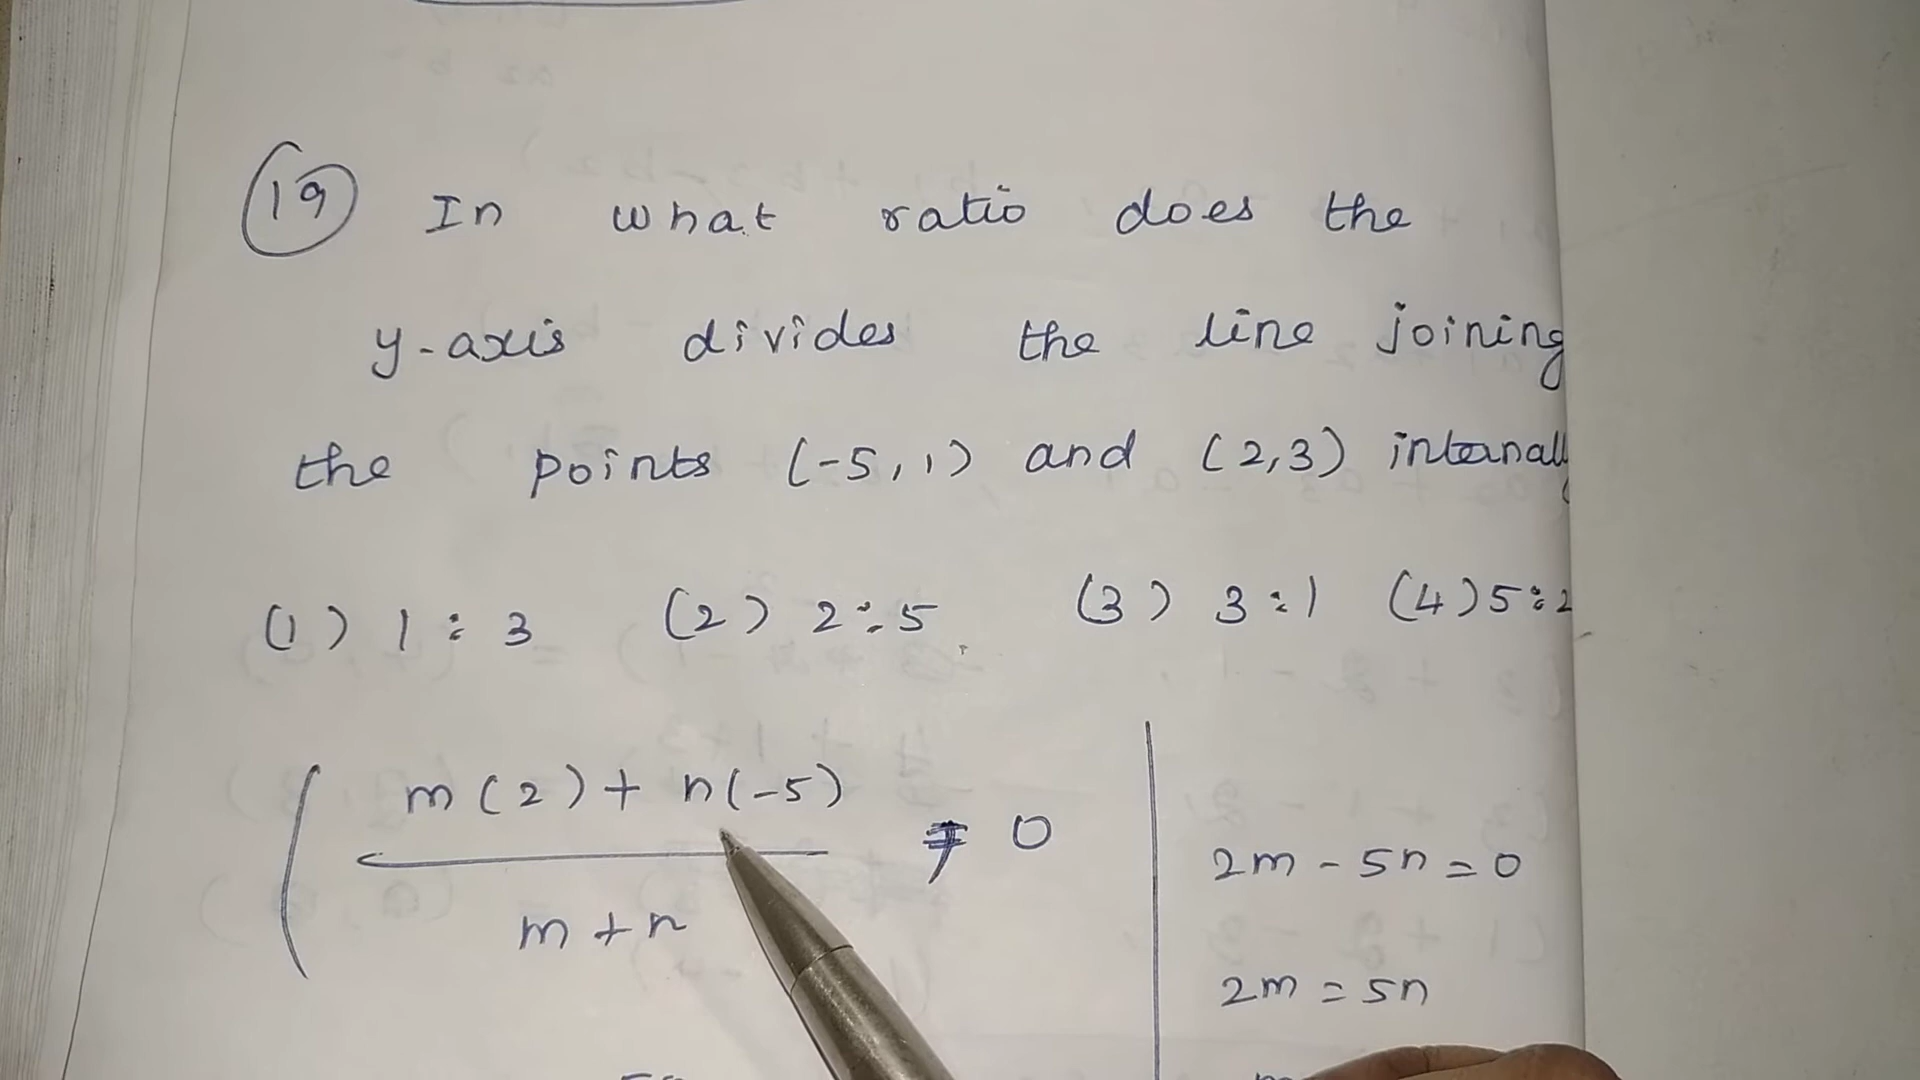 19 In what ratio does the
y-axis divides the line joining
the points (-5,1) and (2,3) internally
(1) 1:3 (2) 2:5 (3) 3:1 (4) 5:2
m(2) + n(-5)
m + n
= 0
2m - 5n = 0
2m = 5n